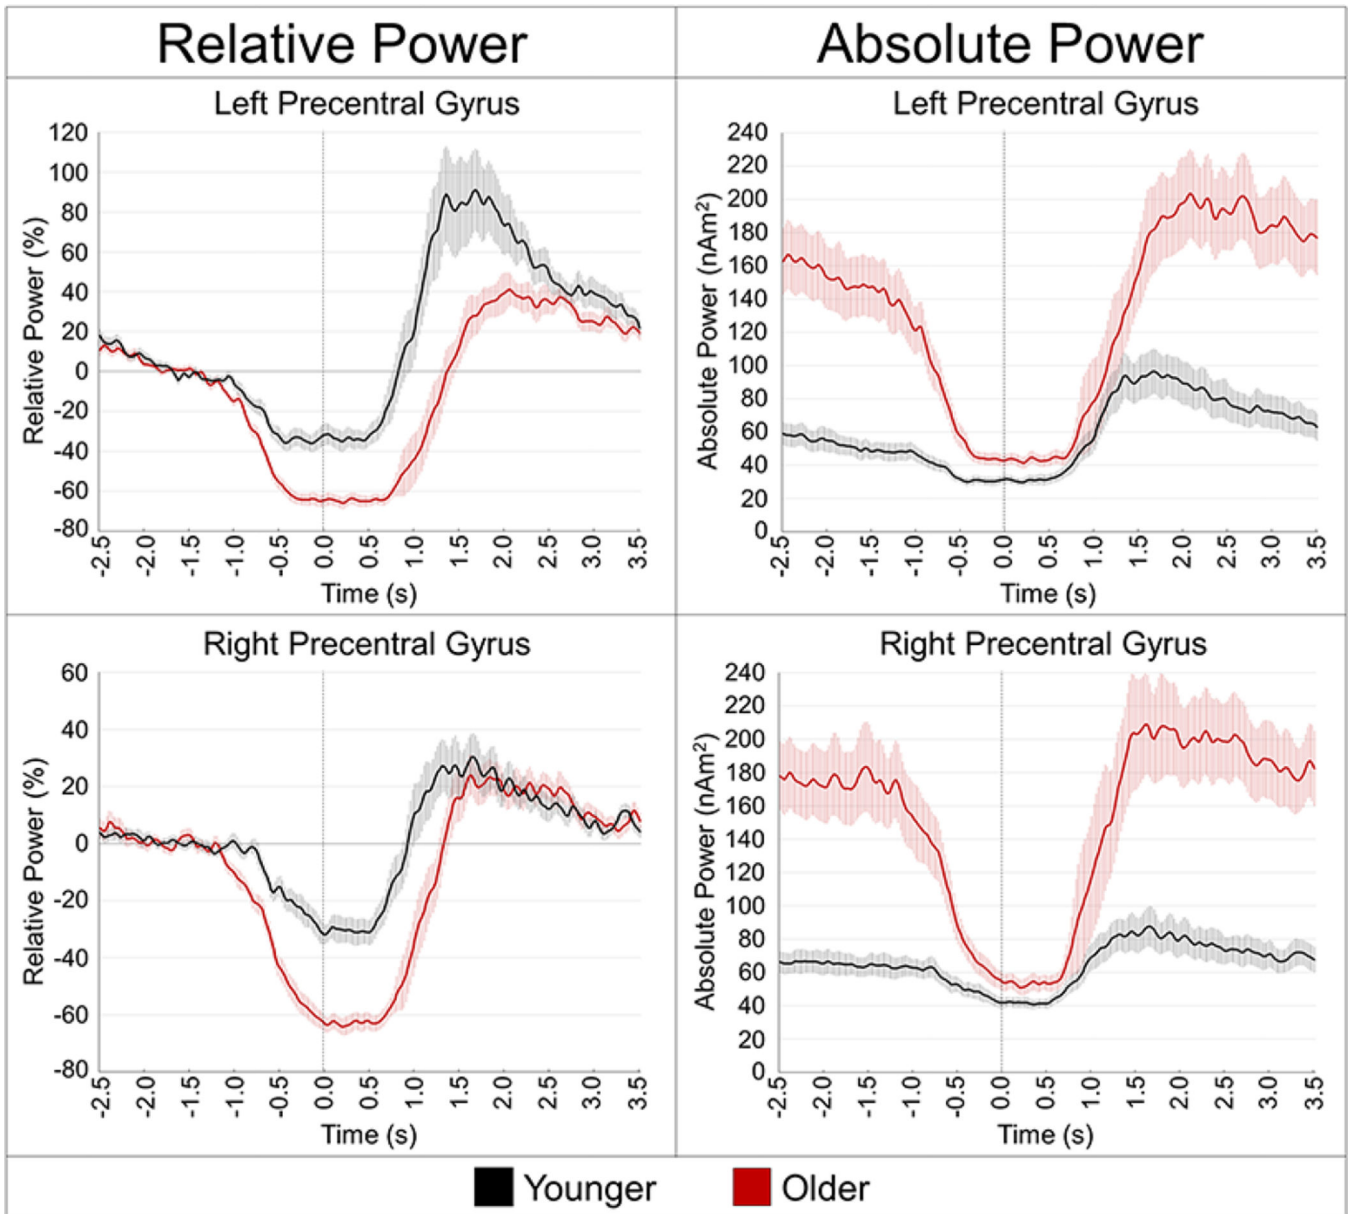 Relative Power
Absolute Power
Left Precentral Gyrus
Relative Power (%)
120
100
80
60
40
20
0
-20
-40
-60
-80
-2.5 -2.0 -1.5 -1.0 -0.5 0.0 0.5 1.0 1.5 2.0 2.5 3.0 3.5
Time (s)
Left Precentral Gyrus
Absolute Power (nAm²)
240
220
200
180
160
140
120
100
80
60
40
20
0
-2.5 -2.0 -1.5 -1.0 -0.5 0.0 0.5 1.0 1.5 2.0 2.5 3.0 3.5
Time (s)
Right Precentral Gyrus
Relative Power (%)
60
40
20
0
-20
-40
-60
-80
-2.5 -2.0 -1.5 -1.0 -0.5 0.0 0.5 1.0 1.5 2.0 2.5 3.0 3.5
Time (s)
Right Precentral Gyrus
Absolute Power (nAm²)
240
220
200
180
160
140
120
100
80
60
40
20
0
-2.5 -2.0 -1.5 -1.0 -0.5 0.0 0.5 1.0 1.5 2.0 2.5 3.0 3.5
Time (s)
Younger
Older